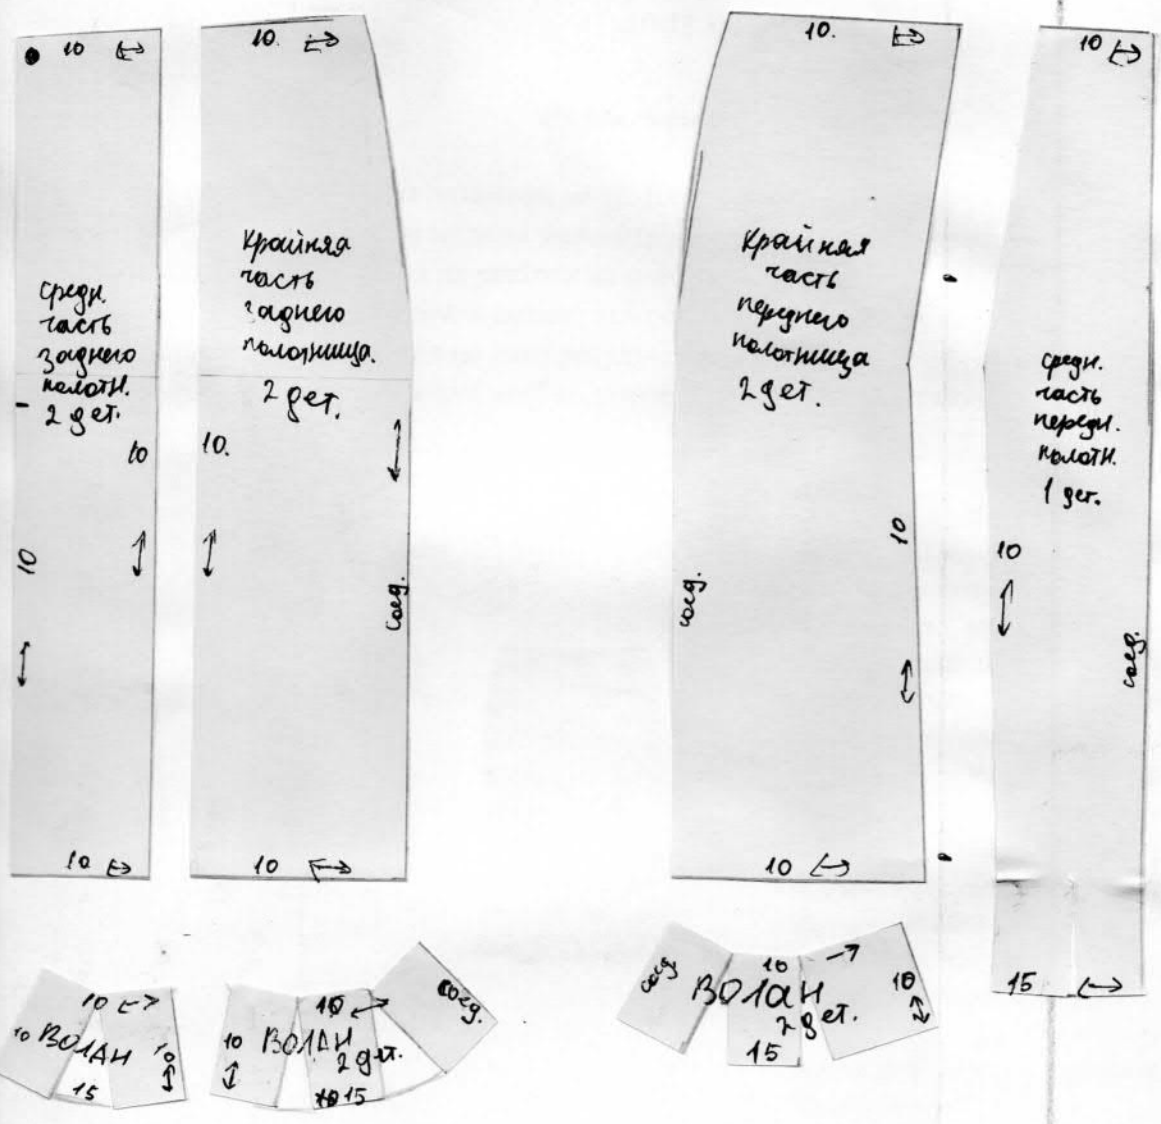 10
средн.
часть
заднего
полотн.
2 дет.
10
10
10
10.
Крайняя
часть
заднего
полотнища.
2 дет.
10.
соед.
10
10.
Крайняя
часть
переднего
полотнища
2 дет.
10
соед.
10
10
средн.
часть
передн.
полотн.
1 дет.
10
соед.
15
10
10 ВОЛАН 10
15
10 соед.
10 ВОЛАН
2 дет.
15
соед 10 10
ВОЛАН
2 дет.
15